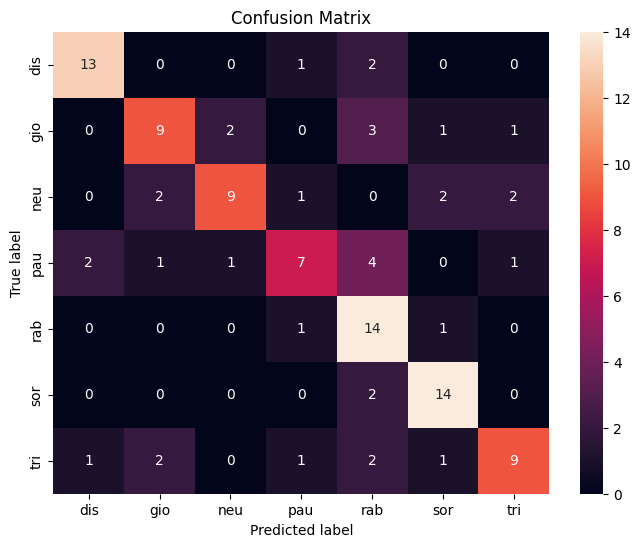 Confusion Matrix
True label
dis 13 0 0 1 2 0 0
gio 0 9 2 0 3 1 1
neu 0 2 9 1 0 2 2
pau 2 1 1 7 4 0 1
rab 0 0 0 1 14 1 0
sor 0 0 0 0 2 14 0
tri 1 2 0 1 2 1 9
dis gio neu pau rab sor tri
Predicted label
14
12
10
8
6
4
2
0